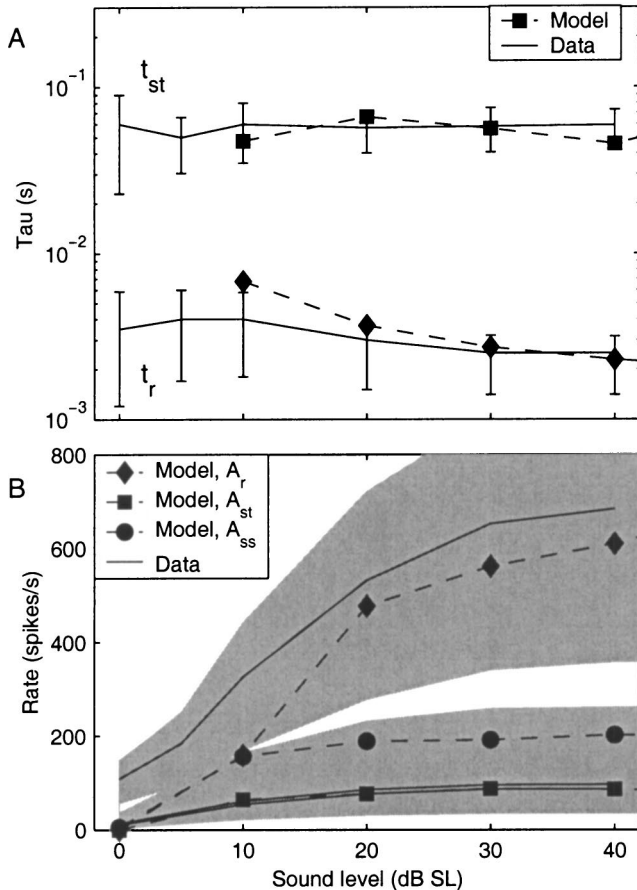 A
Model
Data
t_st
10^-1
10^-2
10^-3
Tau (s)
t_r
B
Model, A_r
Model, A_st
Model, A_ss
Data
800
600
400
200
0
Rate (spikes/s)
0 10 20 30 40
Sound level (dB SL)